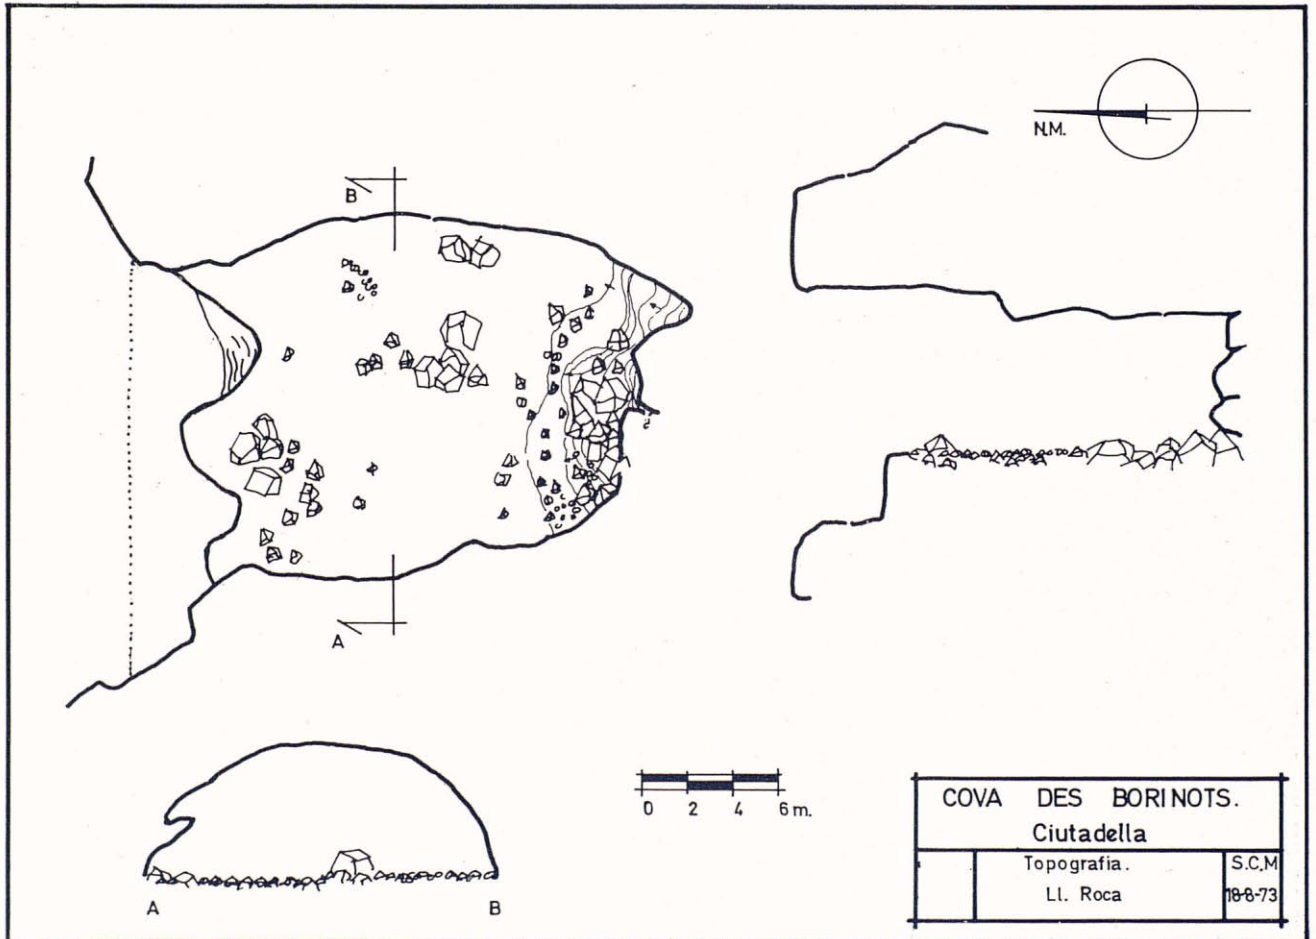 N.M.
B
A
A B
0 2 4 6 m.
COVA DES BORINOTS.
Ciutadella
Topografia.
Ll. Roca
S.C.M
18-8-73